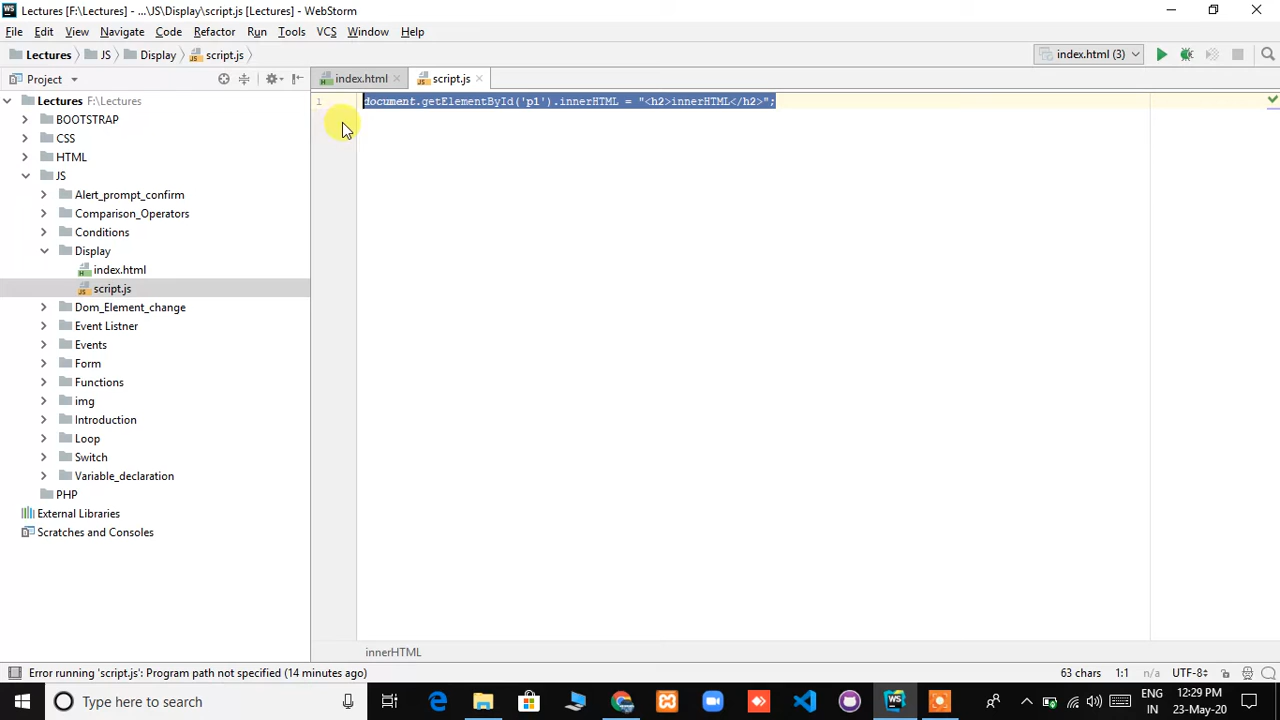 Lectures [F:\Lectures] - ...\JS\Display\script.js [Lectures] - WebStorm
File Edit View Navigate Code Refactor Run Tools VCS Window Help
Lectures JS Display script.js index.html (3)
Project index.html script.js
Lectures F:\Lectures
1 document.getElementById('p1').innerHTML = "<h2>innerHTML</h2>";
BOOTSTRAP
CSS
HTML
JS
Alert_prompt_confirm
Comparison_Operators
Conditions
Display
index.html
script.js
Dom_Element_change
Event Listner
Events
Form
Functions
img
Introduction
Loop
Switch
Variable_declaration
PHP
External Libraries
Scratches and Consoles
innerHTML
Error running 'script.js': Program path not specified (14 minutes ago) 63 chars 1:1 n/a UTF-8
Type here to search
ENG 12:29 PM
IN 23-May-20